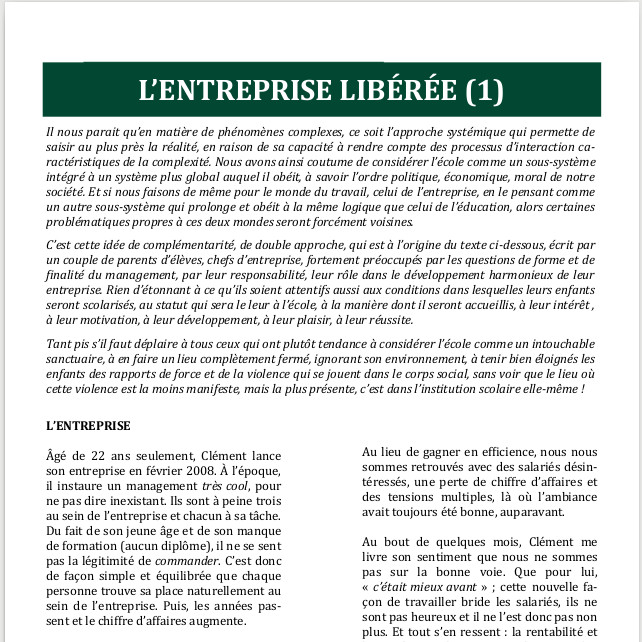 L'ENTREPRISE LIBÉRÉE (1)
Il nous parait qu'en matière de phénomènes complexes, ce soit l'approche systémique qui permette de
saisir au plus près la réalité, en raison de sa capacité à rendre compte des processus d'interaction ca-
ractéristiques de la complexité. Nous avons ainsi coutume de considérer l'école comme un sous-système
intégré à un système plus global auquel il obéit, à savoir l'ordre politique, économique, moral de notre
société. Et si nous faisons de même pour le monde du travail, celui de l'entreprise, en le pensant comme
un autre sous-système qui prolonge et obéit à la même logique que celui de l'éducation, alors certaines
problématiques propres à ces deux mondes seront forcément voisines.
C'est cette idée de complémentarité, de double approche, qui est à l'origine du texte ci-dessous, écrit par
un couple de parents d'élèves, chefs d'entreprise, fortement préoccupés par les questions de forme et de
finalité du management, par leur responsabilité, leur rôle dans le développement harmonieux de leur
entreprise. Rien d'étonnant à ce qu'ils soient attentifs aussi aux conditions dans lesquelles leurs enfants
seront scolarisés, au statut qui sera le leur à l'école, à la manière dont il seront accueillis, à leur intérêt ,
à leur motivation, à leur développement, à leur plaisir, à leur réussite.
Tant pis s'il faut déplaire à tous ceux qui ont plutôt tendance à considérer l'école comme un intouchable
sanctuaire, à en faire un lieu complètement fermé, ignorant son environnement, à tenir bien éloignés les
enfants des rapports de force et de la violence qui se jouent dans le corps social, sans voir que le lieu où
cette violence est la moins manifeste, mais la plus présente, c'est dans l'institution scolaire elle-même !
L'ENTREPRISE
Âgé de 22 ans seulement, Clément lance
son entreprise en février 2008. À l'époque,
il instaure un management très cool, pour
ne pas dire inexistant. Ils sont à peine trois
au sein de l'entreprise et chacun à sa tâche.
Du fait de son jeune âge et de son manque
de formation (aucun diplôme), il ne se sent
pas la légitimité de commander. C'est donc
de façon simple et équilibrée que chaque
personne trouve sa place naturellement au
sein de l'entreprise. Puis, les années pas-
sent et le chiffre d'affaires augmente.
Au lieu de gagner en efficience, nous nous
sommes retrouvés avec des salariés désin-
téressés, une perte de chiffre d'affaires et
des tensions multiples, là où l'ambiance
avait toujours été bonne, auparavant.
Au bout de quelques mois, Clément me
livre son sentiment que nous ne sommes
pas sur la bonne voie. Que pour lui,
« c'était mieux avant » ; cette nouvelle fa-
çon de travailler bride les salariés, ils ne
sont pas heureux et il ne l'est donc pas non
plus. Et tout s'en ressent : la rentabilité et